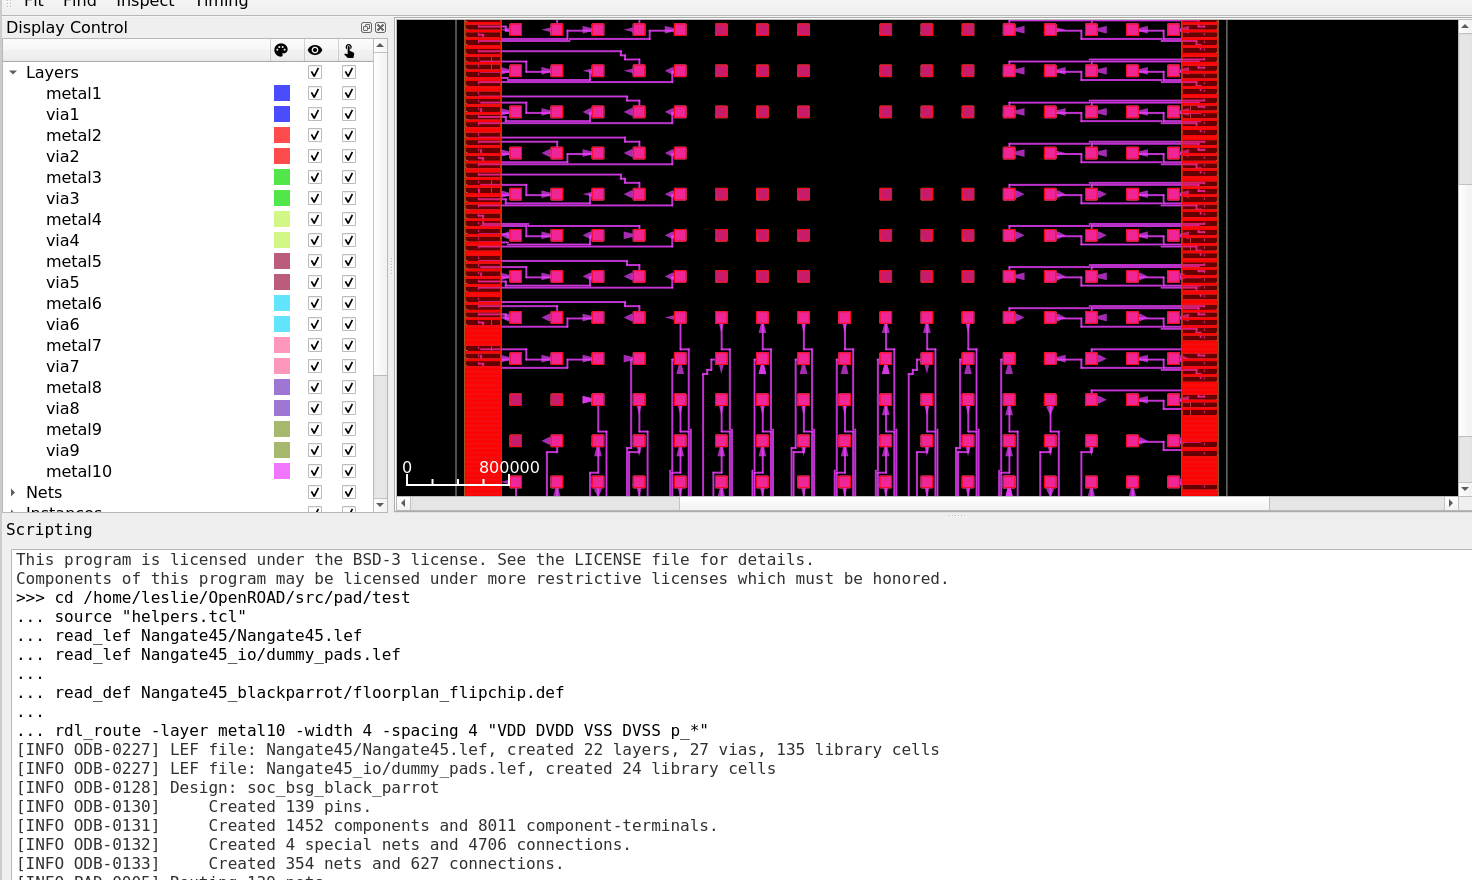 Fit Find Inspect Timing
Display Control
Layers
metal1
via1
metal2
via2
metal3
via3
metal4
via4
metal5
via5
metal6
via6
metal7
via7
metal8
via8
metal9
via9
metal10
Nets
Instances
0 800000
Scripting
This program is licensed under the BSD-3 license. See the LICENSE file for details.
Components of this program may be licensed under more restrictive licenses which must be honored.
>>> cd /home/leslie/OpenROAD/src/pad/test
... source "helpers.tcl"
... read_lef Nangate45/Nangate45.lef
... read_lef Nangate45_io/dummy_pads.lef
...
... read_def Nangate45_blackparrot/floorplan_flipchip.def
...
... rdl_route -layer metal10 -width 4 -spacing 4 "VDD DVDD VSS DVSS p_*"
[INFO ODB-0227] LEF file: Nangate45/Nangate45.lef, created 22 layers, 27 vias, 135 library cells
[INFO ODB-0227] LEF file: Nangate45_io/dummy_pads.lef, created 24 library cells
[INFO ODB-0128] Design: soc_bsg_black_parrot
[INFO ODB-0130]     Created 139 pins.
[INFO ODB-0131]     Created 1452 components and 8011 component-terminals.
[INFO ODB-0132]     Created 4 special nets and 4706 connections.
[INFO ODB-0133]     Created 354 nets and 627 connections.
[INFO PAD-0005] Routing 139 nets